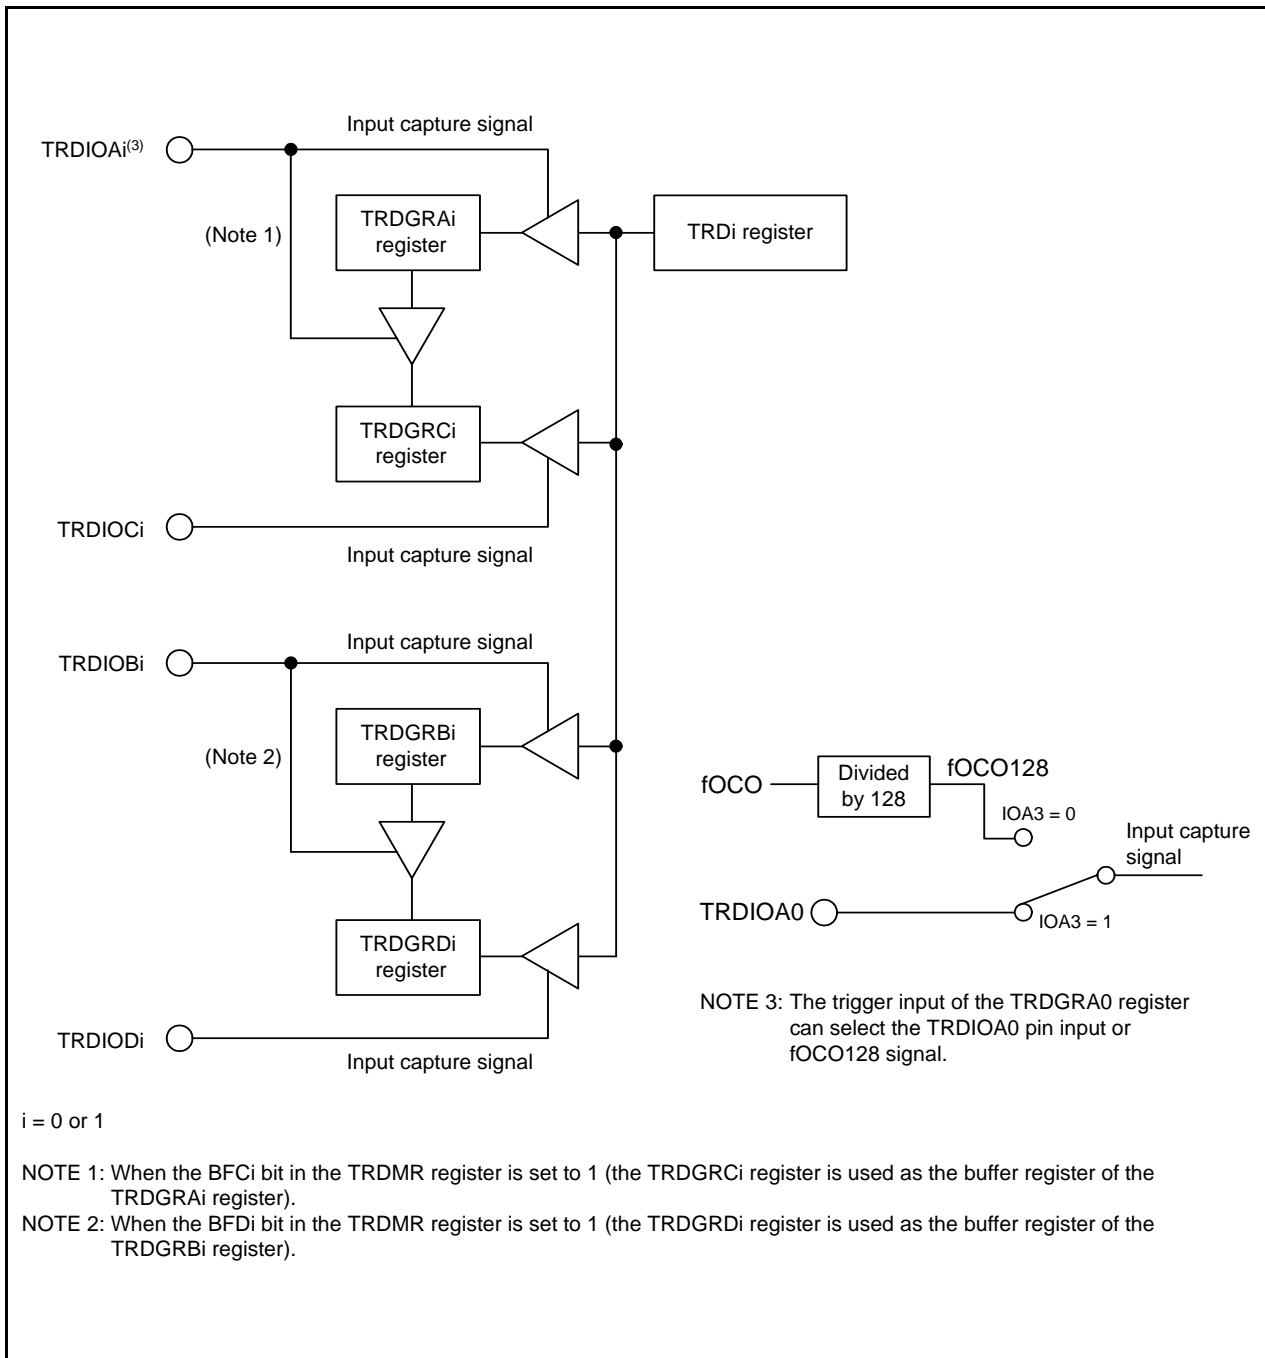 Input capture signal
TRDIOAi(3)
(Note 1)
TRDGRAi
register
TRDi register
TRDGRCi
register
TRDIOCi
Input capture signal
Input capture signal
TRDIOBi
(Note 2)
TRDGRBi
register
TRDGRDi
register
TRDIODi
Input capture signal
fOCO
Divided
by 128
fOCO128
IOA3 = 0
Input capture
signal
TRDIOA0
IOA3 = 1
NOTE 3: The trigger input of the TRDGRA0 register
can select the TRDIOA0 pin input or
fOCO128 signal.
i = 0 or 1
NOTE 1: When the BFCi bit in the TRDMR register is set to 1 (the TRDGRCi register is used as the buffer register of the
TRDGRAi register).
NOTE 2: When the BFDi bit in the TRDMR register is set to 1 (the TRDGRDi register is used as the buffer register of the
TRDGRBi register).